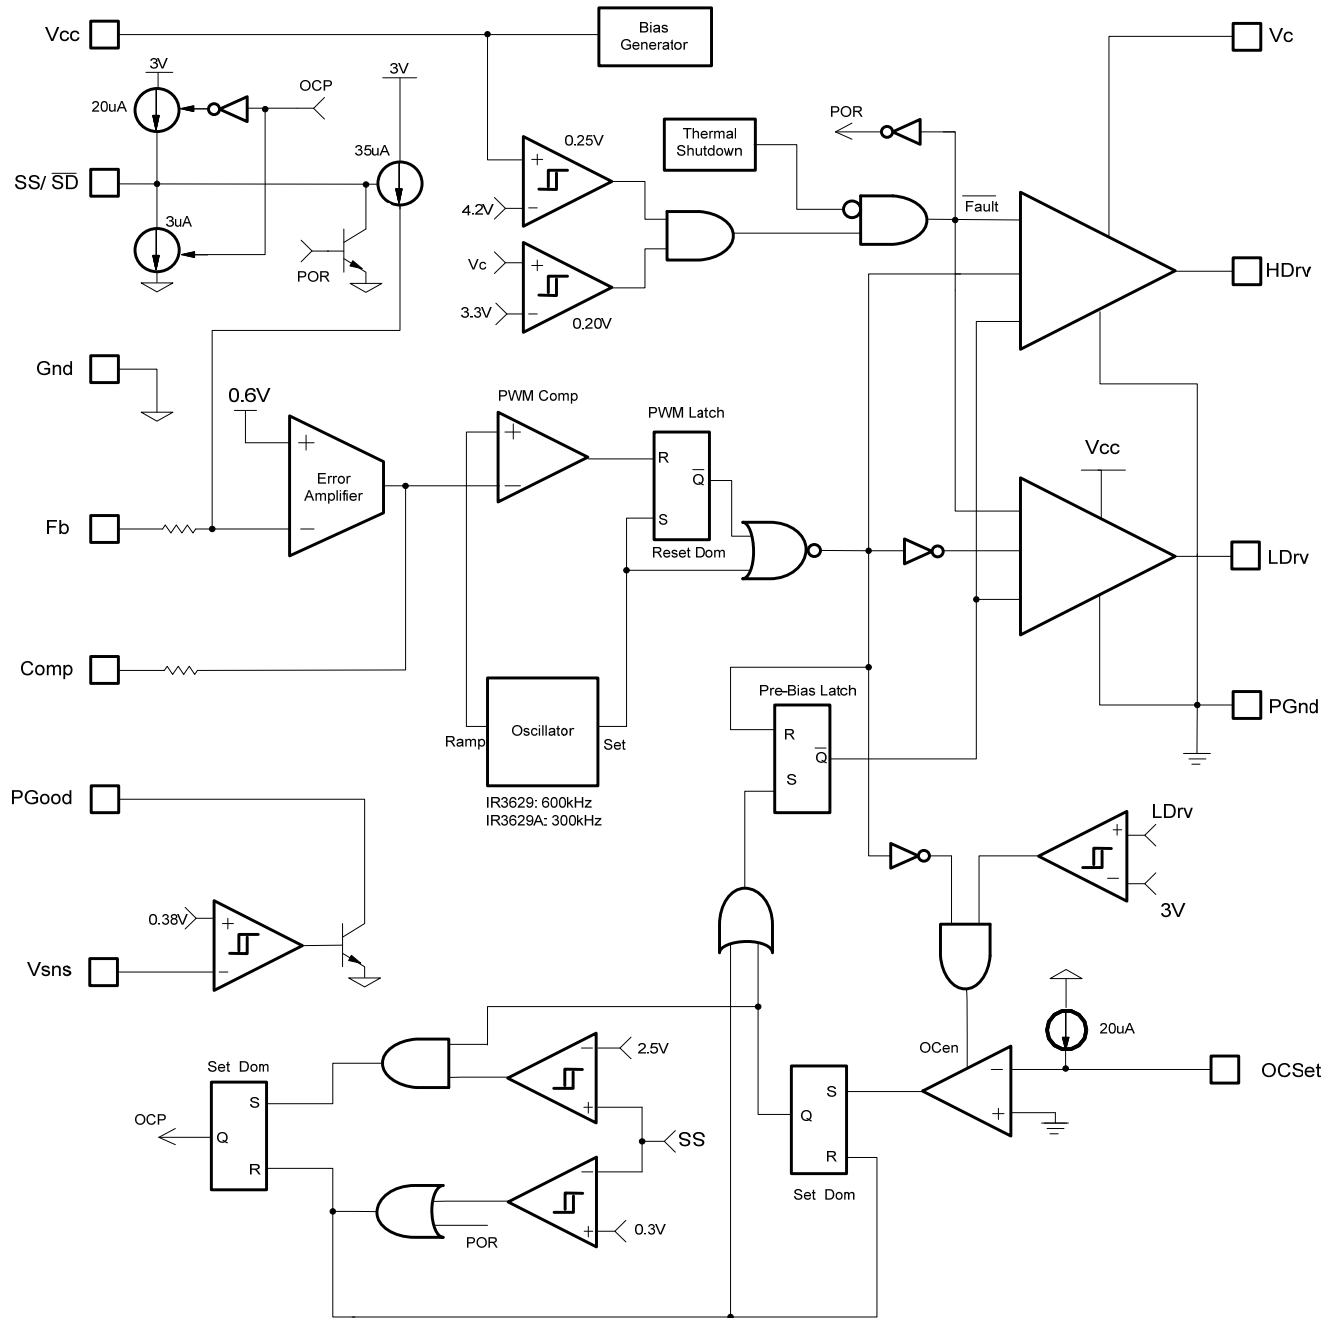 Vcc
Bias
Generator
Vc
3V
3V
OCP
20uA
POR
Thermal
Shutdown
0.25V
35uA
SS/ SD
+
4.2V
−
Fault
3uA
POR
Vc
+
HDrv
3.3V
−
0.20V
Gnd
0.6V
PWM Comp
PWM Latch
+
+
R
Q
Vcc
Error
Amplifier
−
S
Fb
−
Reset Dom
LDrv
Comp
Pre-Bias Latch
Oscillator
Ramp
Set
R
Q
S
PGnd
PGood
IR3629: 600kHz
IR3629A: 300kHz
LDrv
+
−
3V
0.38V
+
Vsns
−
20uA
OCen
2.5V
−
Set Dom
−
OCSet
S
+
S
+
OCP
Q
SS
Q
R
−
R
Set Dom
POR
+
0.3V